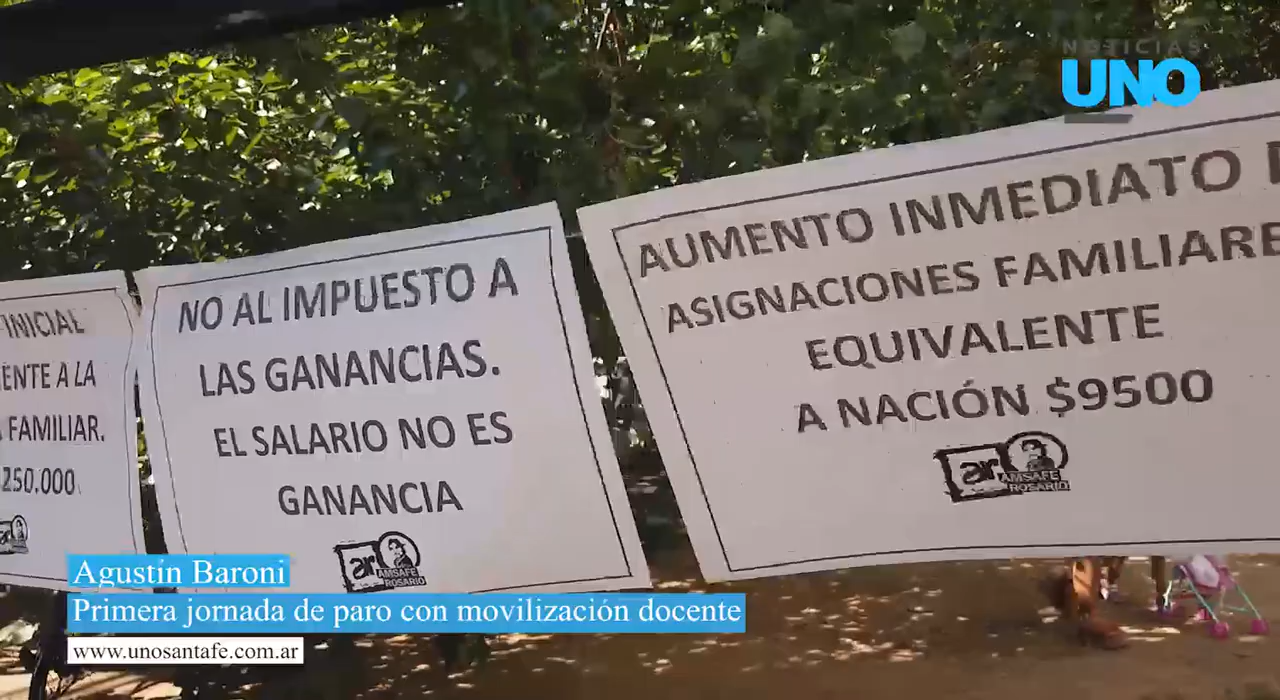 NOTICIAS
UNO
INICIAL
A LA
FAMILIAR.
250.000
NO AL IMPUESTO A
LAS GANANCIAS.
EL SALARIO NO ES
GANANCIA
ar
AMSAFE
ROSARIO
AUMENTO INMEDIATO
ASIGNACIONES FAMILIARE
EQUIVALENTE
A NACIÓN $9500
ar
AMSAFE
ROSARIO
Agustín Baroni
Primera jornada de paro con movilización docente
www.unosantafe.com.ar